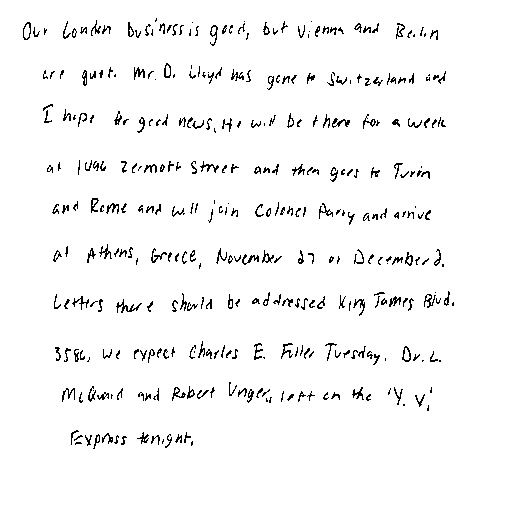 Our London business is good, but Vienna and Berlin
are quiet. Mr. D. Lloyd has gone to Switzerland and
I hope for good news. He will be there for a week
at 1496 Zermott Street and then goes to Turin
and Rome and will join Colonel Parry and arrive
at Athens, Greece, November 27 or December 2.
Letters there should be addressed King James Blvd.
3580. We expect Charles E. Fuller Tuesday. Dr. L.
McQuaid and Robert Unger, left on the 'Y. V.'
Express tonight.